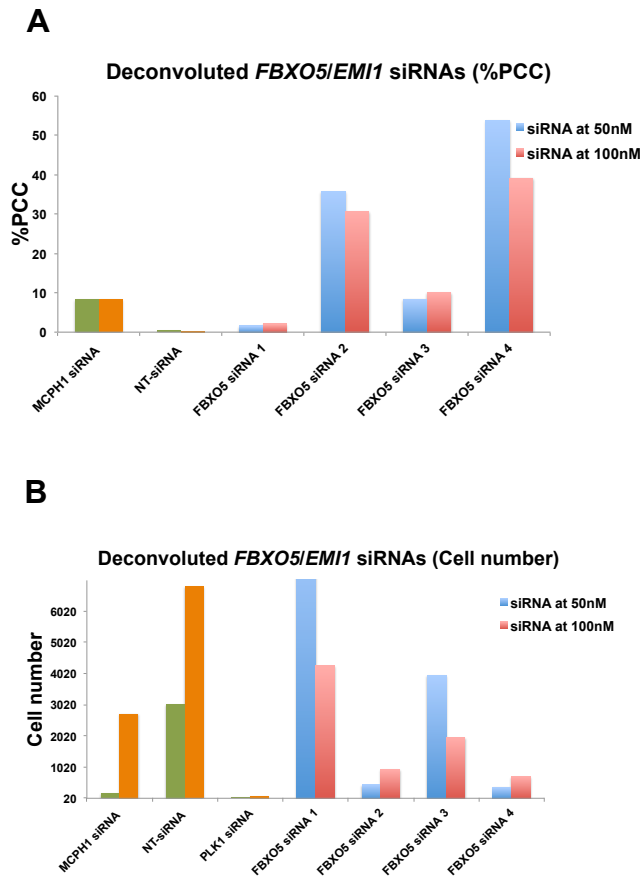 A
Deconvoluted FBXO5/EMI1 siRNAs (%PCC)
60
50
40
30
20
10
0
%PCC
siRNA at 50nM
siRNA at 100nM
MCPH1 siRNA
NT-siRNA
FBXO5 siRNA 1
FBXO5 siRNA 2
FBXO5 siRNA 3
FBXO5 siRNA 4
B
Deconvoluted FBXO5/EMI1 siRNAs (Cell number)
6020
5020
4020
3020
2020
1020
20
Cell number
siRNA at 50nM
siRNA at 100nM
MCPH1 siRNA
NT-siRNA
PLK1 siRNA
FBXO5 siRNA 1
FBXO5 siRNA 2
FBXO5 siRNA 3
FBXO5 siRNA 4